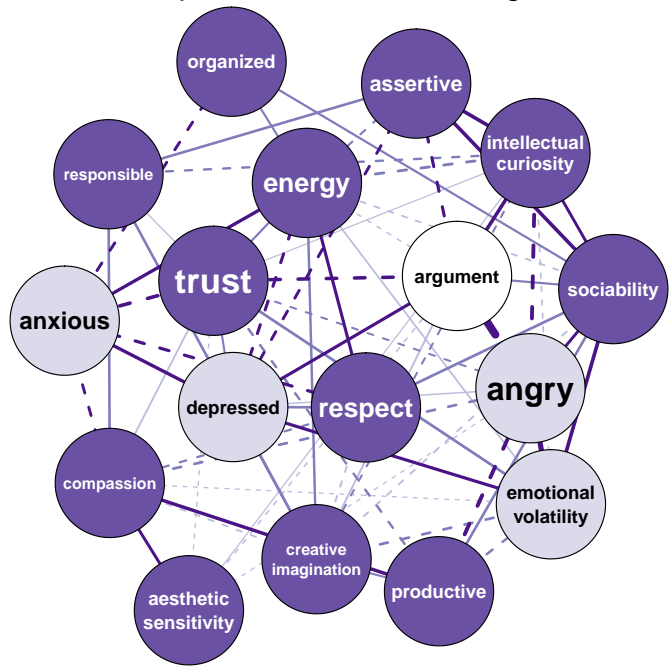 organized
assertive
intellectual
curiosity
responsible
energy
trust
argument
sociability
anxious
angry
depressed
respect
compassion
emotional
volatility
creative
imagination
productive
aesthetic
sensitivity